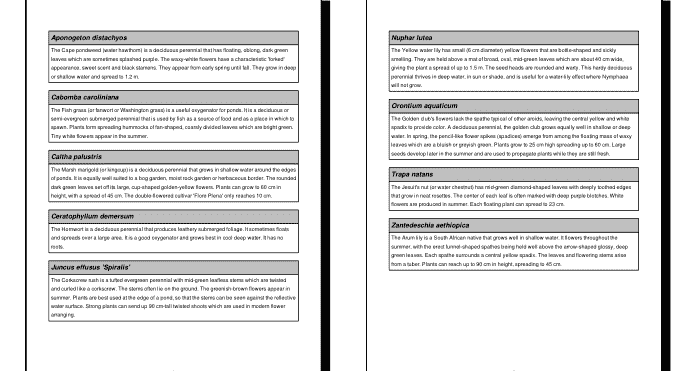 Aponogeton distachyos
The Cape pondweed (water hawthorn) is a deciduous perennial that has floating, oblong, dark green
leaves which are sometimes splashed purple. The waxy-white flowers have a characteristic 'forked'
appearance, sweet scent and black stamens. They appear from early spring until fall. They grow in deep
or shallow water and spread to 1.2 m.
Cabomba caroliniana
The Fish grass (or fanwort or Washington grass) is a useful oxygenator for ponds. It is a deciduous or
semi-evergreen submerged perennial that is used by fish as a source of food and as a place in which to
spawn. Plants form spreading hummocks of fan-shaped, coarsely divided leaves which are bright green.
Tiny white flowers appear in the summer.
Caltha palustris
The Marsh marigold (or kingcup) is a deciduous perennial that grows in shallow water around the edges
of ponds. It is equally well suited to a bog garden, moist rock garden or herbaceous border. The rounded
dark green leaves set off its large, cup-shaped golden-yellow flowers. Plants can grow to 60 cm in
height, with a spread of 45 cm. The double-flowered cultivar 'Flore Plena' only reaches 10 cm.
Ceratophyllum demersum
The Hornwort is a deciduous perennial that produces feathery submerged foliage. It sometimes floats
and spreads over a large area. It is a good oxygenator and grows best in cool deep water. It has no
roots.
Juncus effusus 'Spiralis'
The Corkscrew rush is a tufted evergreen perennial with mid-green leafless stems which are twisted
and curled like a corkscrew. The stems often lie on the ground. The greenish-brown flowers appear in
summer. Plants are best used at the edge of a pond, so that the stems can be seen against the reflective
water surface. Strong plants can send up 90 cm-tall twisted shoots which are used in modern flower
arranging.
Nuphar lutea
The Yellow water lily has small (6 cm diameter) yellow flowers that are bottle-shaped and sickly
smelling. They are held above a mat of broad, oval, mid-green leaves which are about 40 cm wide,
giving the plant a spread of up to 1.5 m. The seed heads are rounded and warty. This hardy deciduous
perennial thrives in deep water, in sun or shade, and is useful for a water-lily effect where Nymphaea
will not grow.
Orontium aquaticum
The Golden club's flowers lack the spathe typical of other aroids, leaving the central yellow and white
spadix to provide color. A deciduous perennial, the golden club grows equally well in shallow or deep
water. In spring, the pencil-like flower spikes (spadices) emerge from among the floating mass of waxy
leaves which are a bluish or grayish green. Plants grow to 25 cm high spreading up to 60 cm. Large
seeds develop later in the summer and are used to propagate plants while they are still fresh.
Trapa natans
The Jesuit's nut (or water chestnut) has mid-green diamond-shaped leaves with deeply toothed edges
that grow in neat rosettes. The center of each leaf is often marked with deep purple blotches. White
flowers are produced in summer. Each floating plant can spread to 23 cm.
Zantedeschia aethiopica
The Arum lily is a South African native that grows well in shallow water. It flowers throughout the
summer, with the erect funnel-shaped spathes being held well above the arrow-shaped glossy, deep
green leaves. Each spathe surrounds a central yellow spadix. The leaves and flowering stems arise
from a tuber. Plants can reach up to 90 cm in height, spreading to 45 cm.